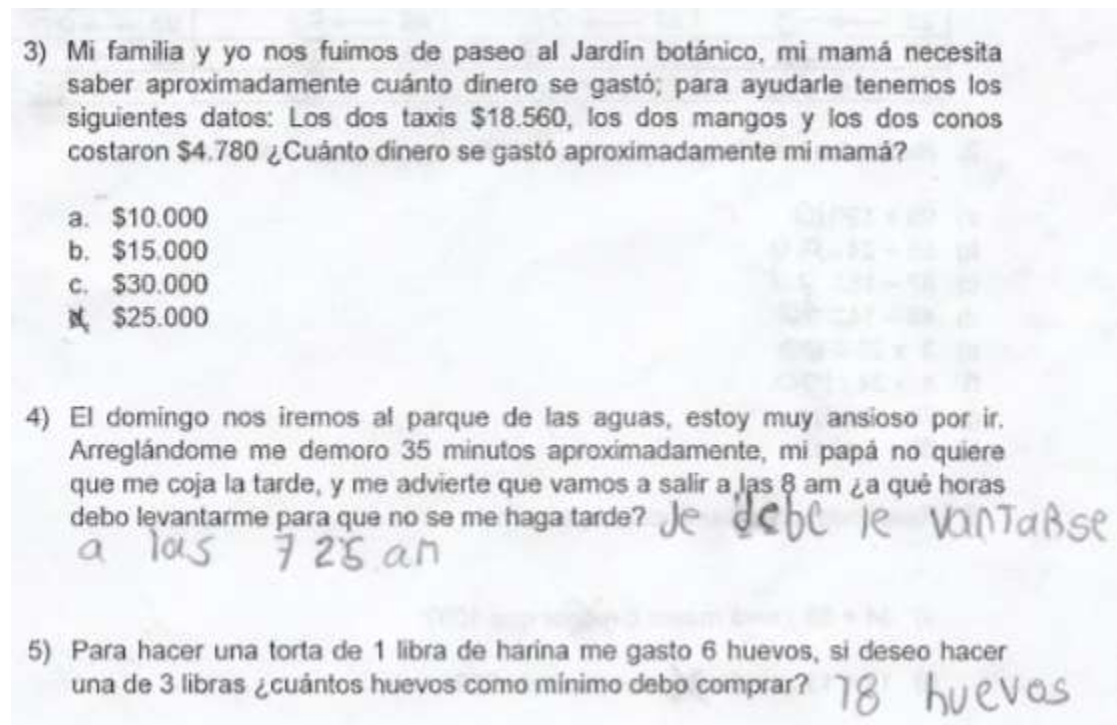 3) Mi familia y yo nos fuimos de paseo al Jardín botánico, mi mamá necesita
saber aproximadamente cuánto dinero se gastó; para ayudarle tenemos los
siguientes datos: Los dos taxis $18.560, los dos mangos y los dos conos
costaron $4.780 ¿Cuánto dinero se gastó aproximadamente mi mamá?
a. $10.000
b. $15.000
c. $30.000
d. $25.000
4) El domingo nos iremos al parque de las aguas, estoy muy ansioso por ir.
Arreglándome me demoro 35 minutos aproximadamente, mi papá no quiere
que me coja la tarde, y me advierte que vamos a salir a las 8 am ¿a qué horas
debo levantarme para que no se me haga tarde? se debe le vanTaRse
a las 7 25 am
5) Para hacer una torta de 1 libra de harina me gasto 6 huevos, si deseo hacer
una de 3 libras ¿cuántos huevos como mínimo debo comprar? 18 huevos